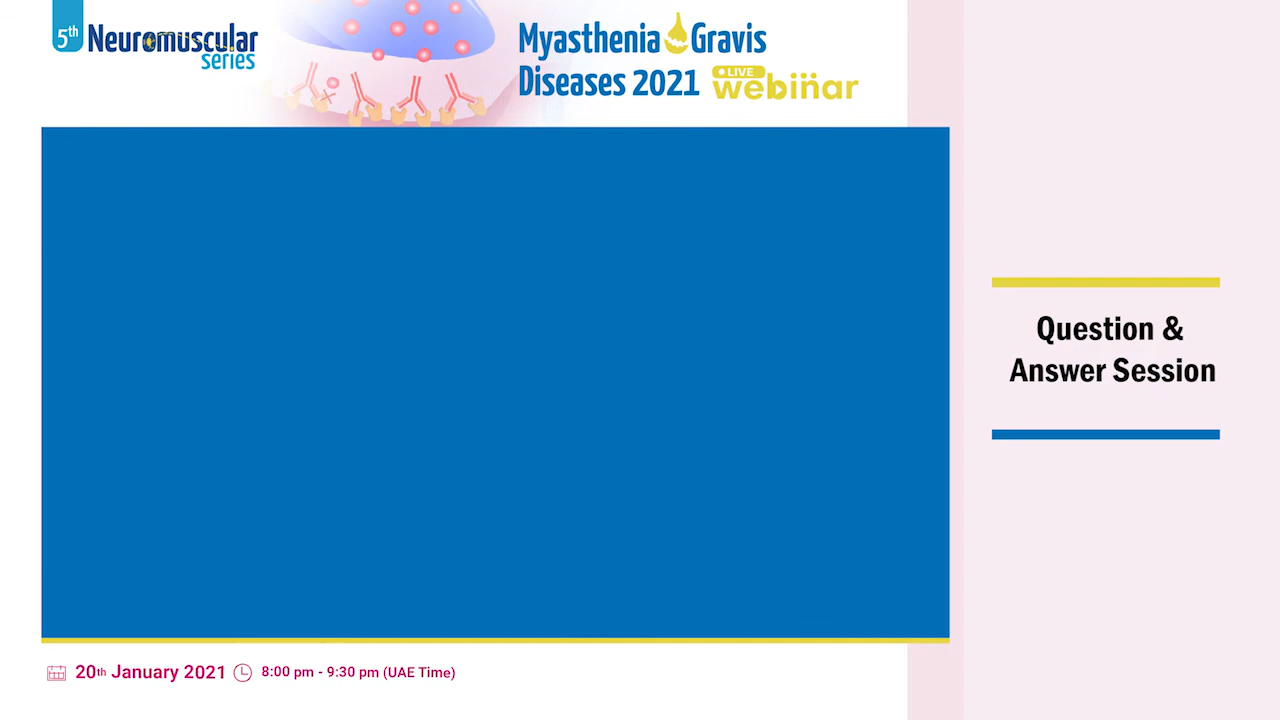 5th Neuromuscular
series
Myasthenia Gravis
Diseases 2021 LIVE webinar
Question &
Answer Session
20th January 2021 8:00 pm - 9:30 pm (UAE Time)